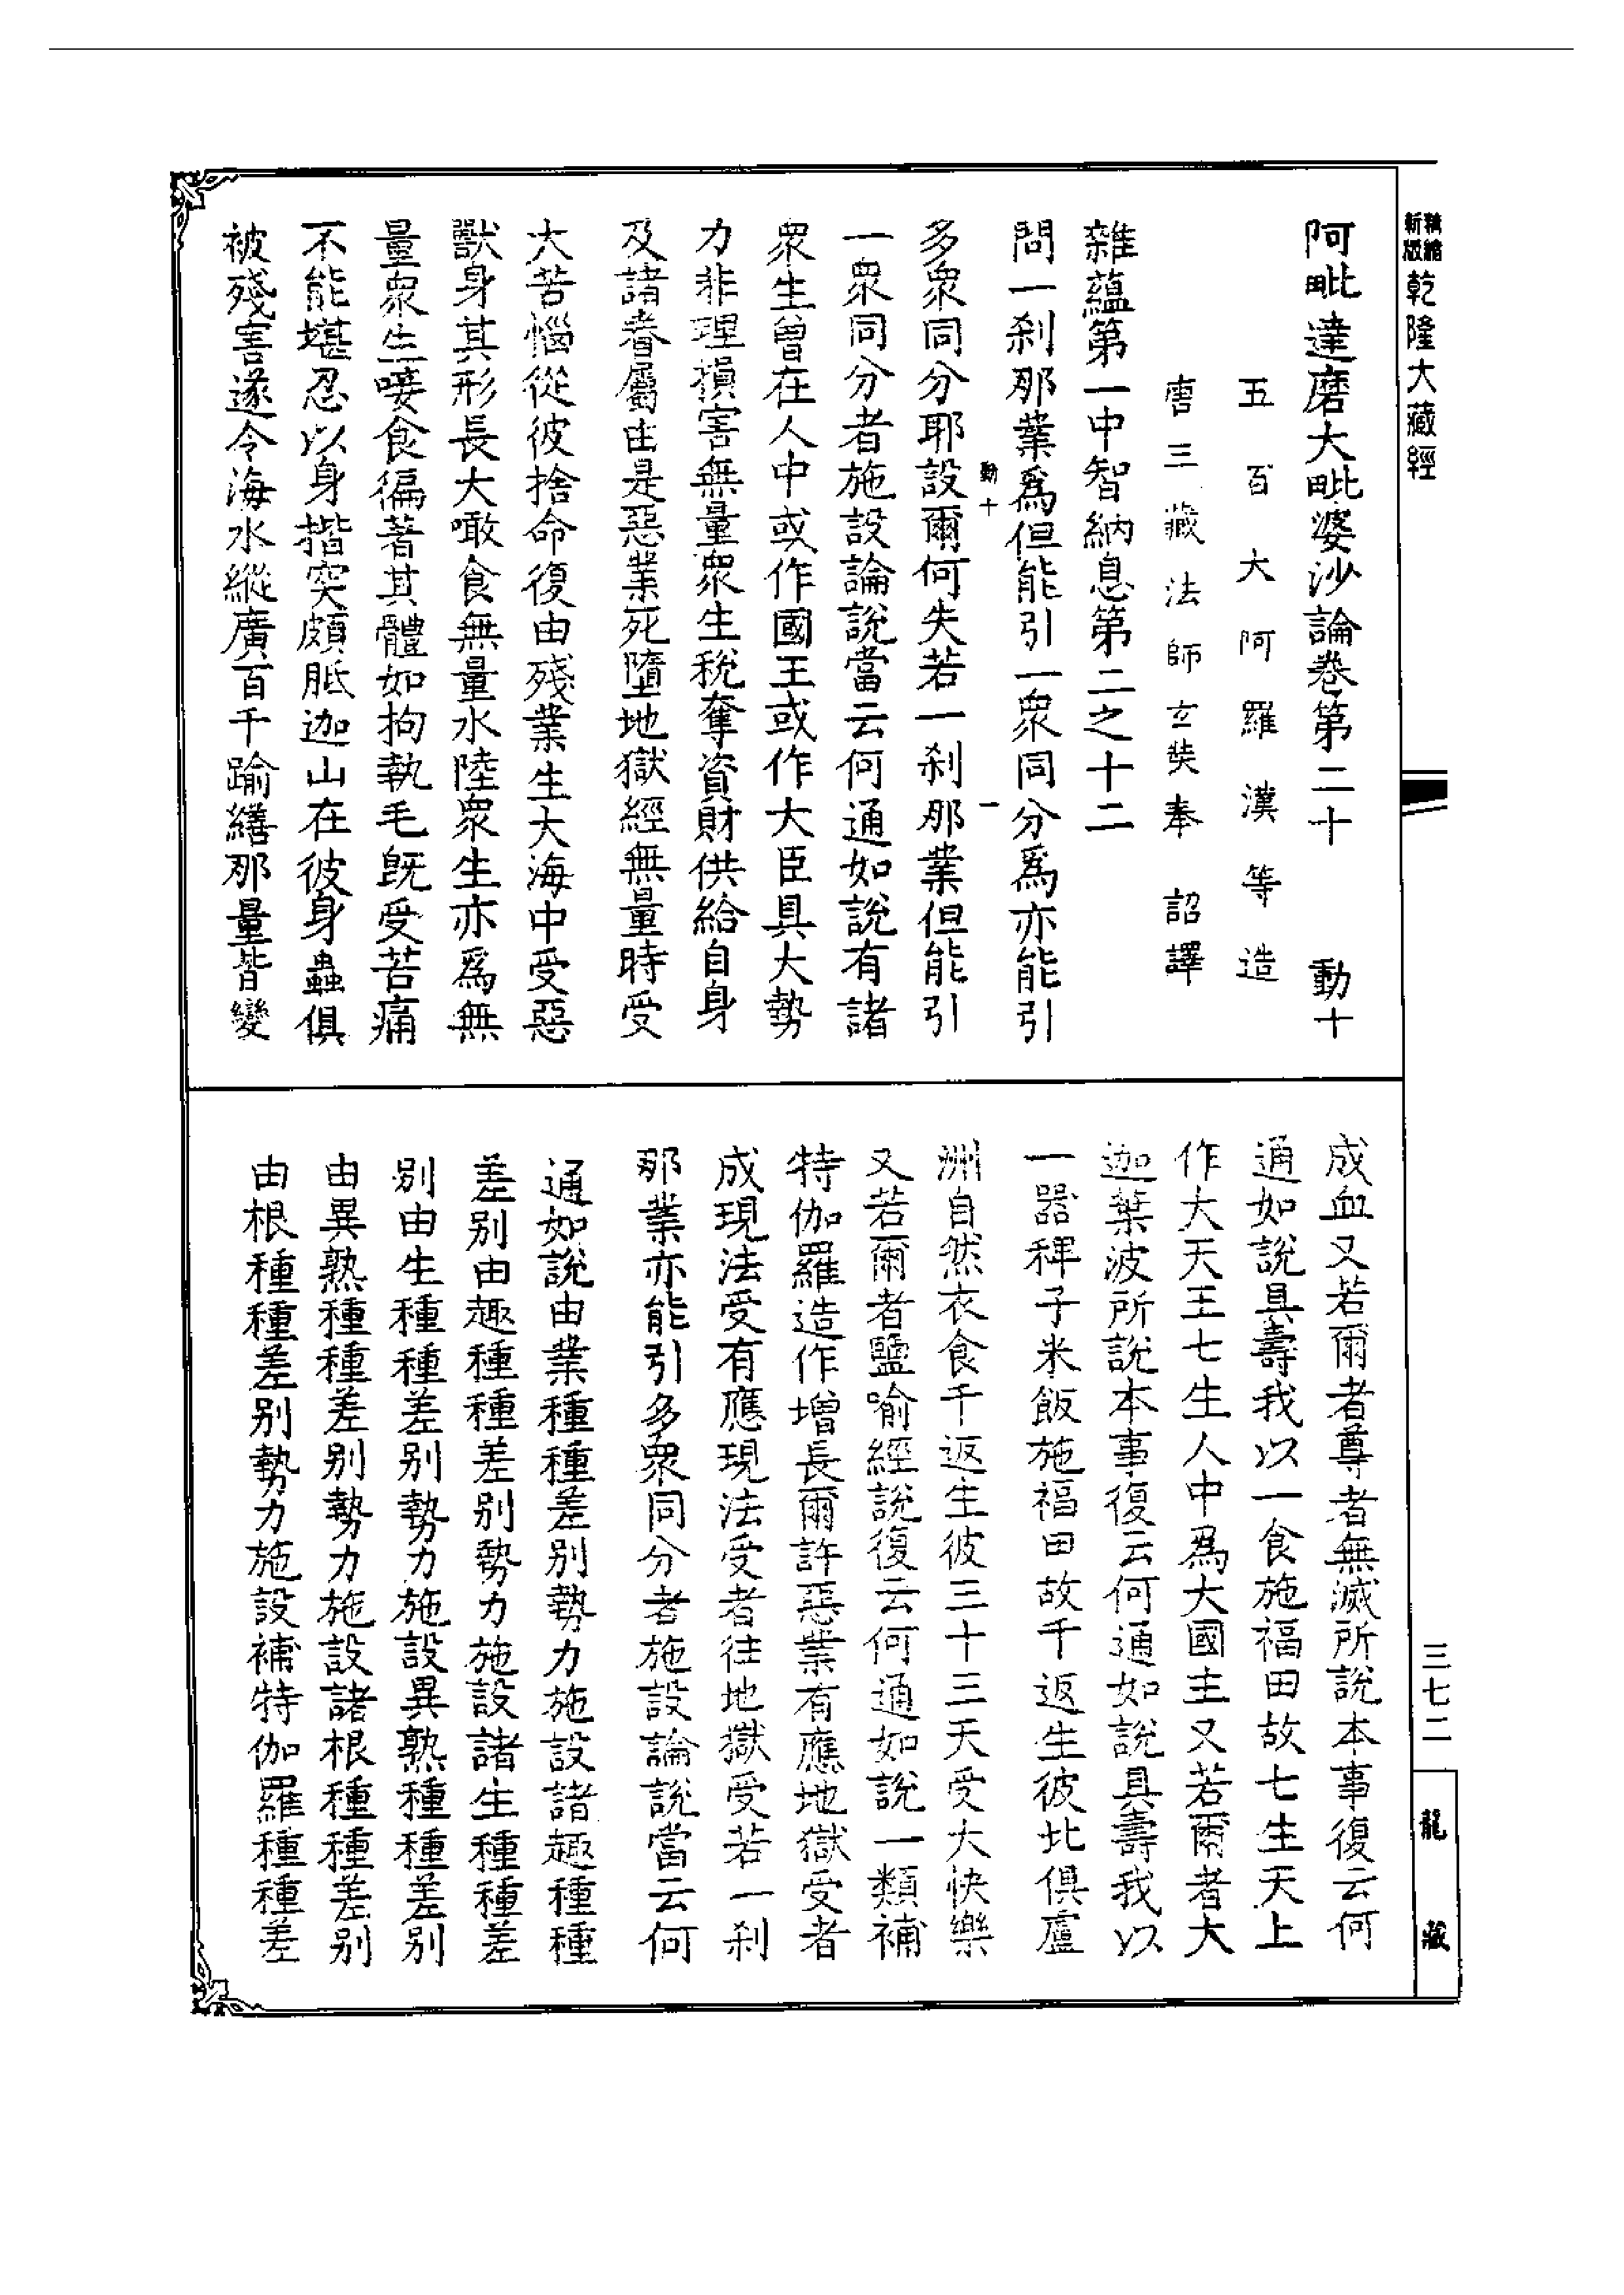 精縮新版乾隆大藏經
阿毗達磨大毗婆沙論卷第二十　動十
五百大阿羅漢等造
唐三藏法師玄奘奉　詔譯
雜蘊第一中智納息第二之十二
問一剎那業爲但能引一衆同分爲亦能引
動十　一
多衆同分耶設爾何失若一剎那業但能引
一衆同分者施設論說當云何通如說有諸
衆生曾在人中或作國王或作大臣具大勢
力非理損害無量衆生稅奪資財供給自身
及諸眷屬由是惡業死墮地獄經無量時受
大苦惱從彼捨命復由殘業生大海中受惡
獸身其形長大噉食無量水陸衆生亦爲無
量衆生唼食徧著其體如拘執毛旣受苦痛
不能堪忍以身揩突頗胝迦山在彼身蟲俱
被殘害遂令海水縱廣百千踰繕那量皆變
成血又若爾者尊者無滅所說本事復云何
通如說具壽我以一食施福田故七生天上
作大天王七生人中爲大國主又若爾者大
迦葉波所說本事復云何通如說具壽我以
一器稗子米飯施福田故千返生彼北俱盧
洲自然衣食千返生彼三十三天受大快樂
又若爾者鹽喻經說復云何通如說一類補
特伽羅造作增長爾許惡業有應地獄受者
成現法受有應現法受者往地獄受若一剎
那業亦能引多衆同分者施設論說當云何
通如說由業種種差別勢力施設諸趣種種
差別由趣種種差別勢力施設諸生種種差
別由生種種差別勢力施設異熟種種差別
由異熟種種差別勢力施設諸根種種差別
由根種種差別勢力施設補特伽羅種種差
三七二
龍藏